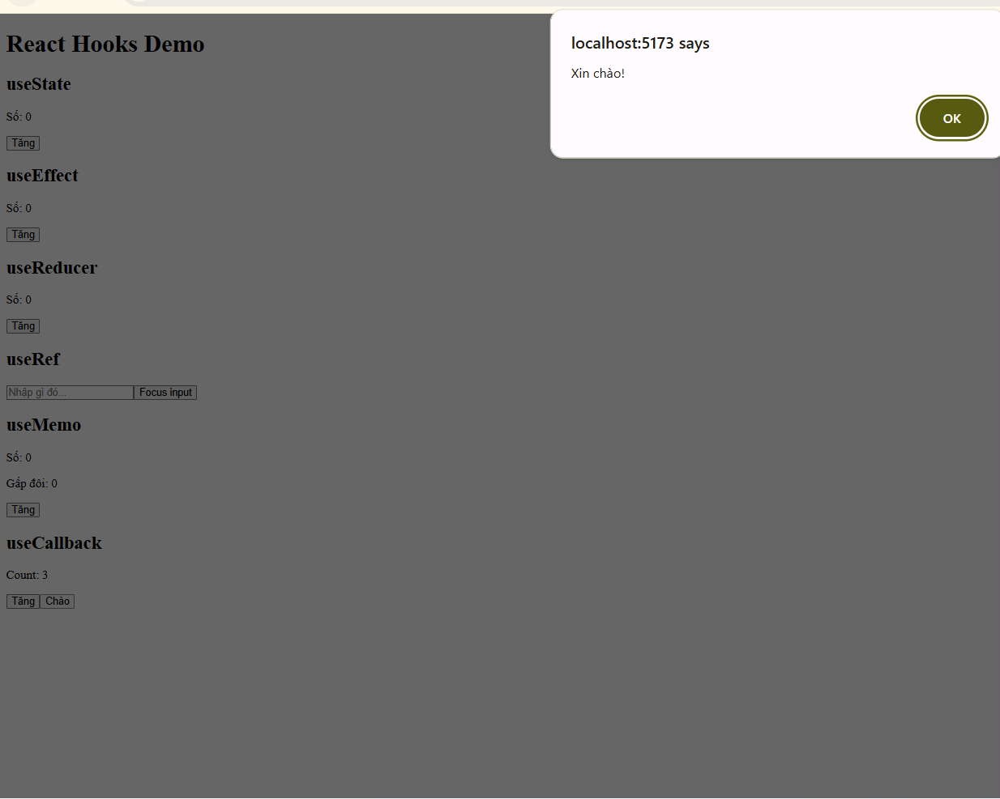 localhost:5173 says
Xin chào!
OK
React Hooks Demo
useState
Số: 0
Tăng
useEffect
Số: 0
Tăng
useReducer
Số: 0
Tăng
useRef
Nhập gì đó... Focus input
useMemo
Số: 0
Gấp đôi: 0
Tăng
useCallback
Count: 3
Tăng Chào